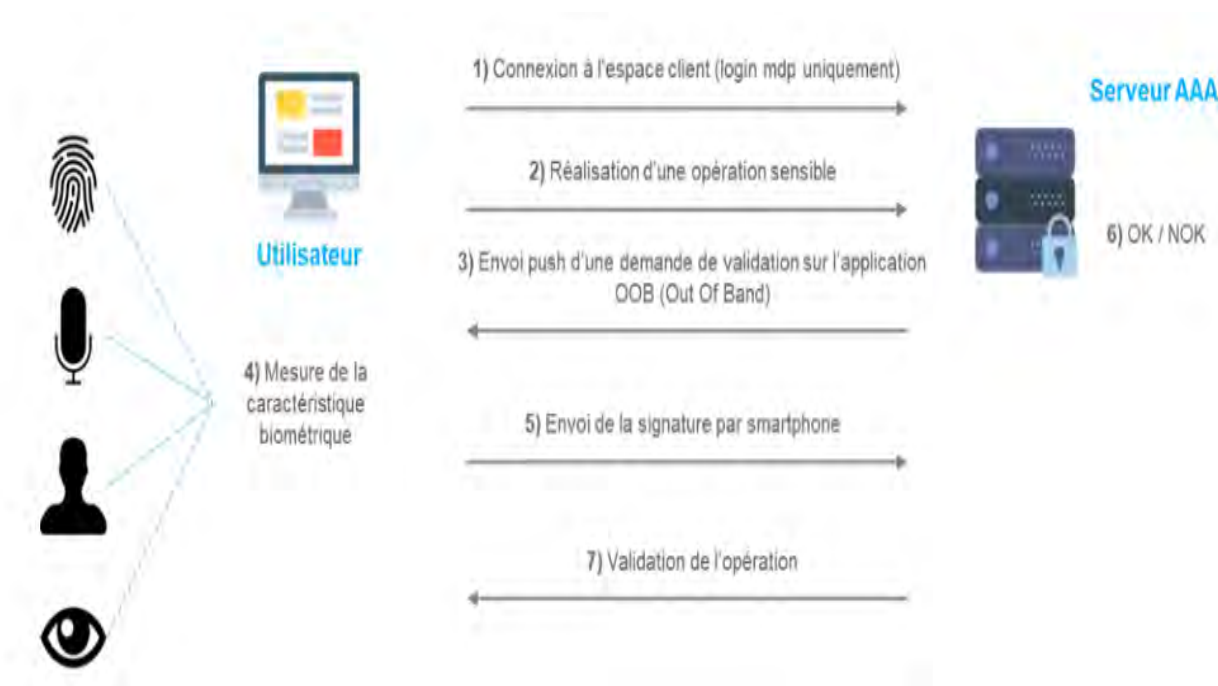 1) Connexion à l'espace client (login mdp uniquement)
Serveur AAA
2) Réalisation d'une opération sensible
Utilisateur
6) OK / NOK
3) Envoi push d'une demande de validation sur l'application
OOB (Out Of Band)
4) Mesure de la
caractéristique
biométrique
5) Envoi de la signature par smartphone
7) Validation de l'opération